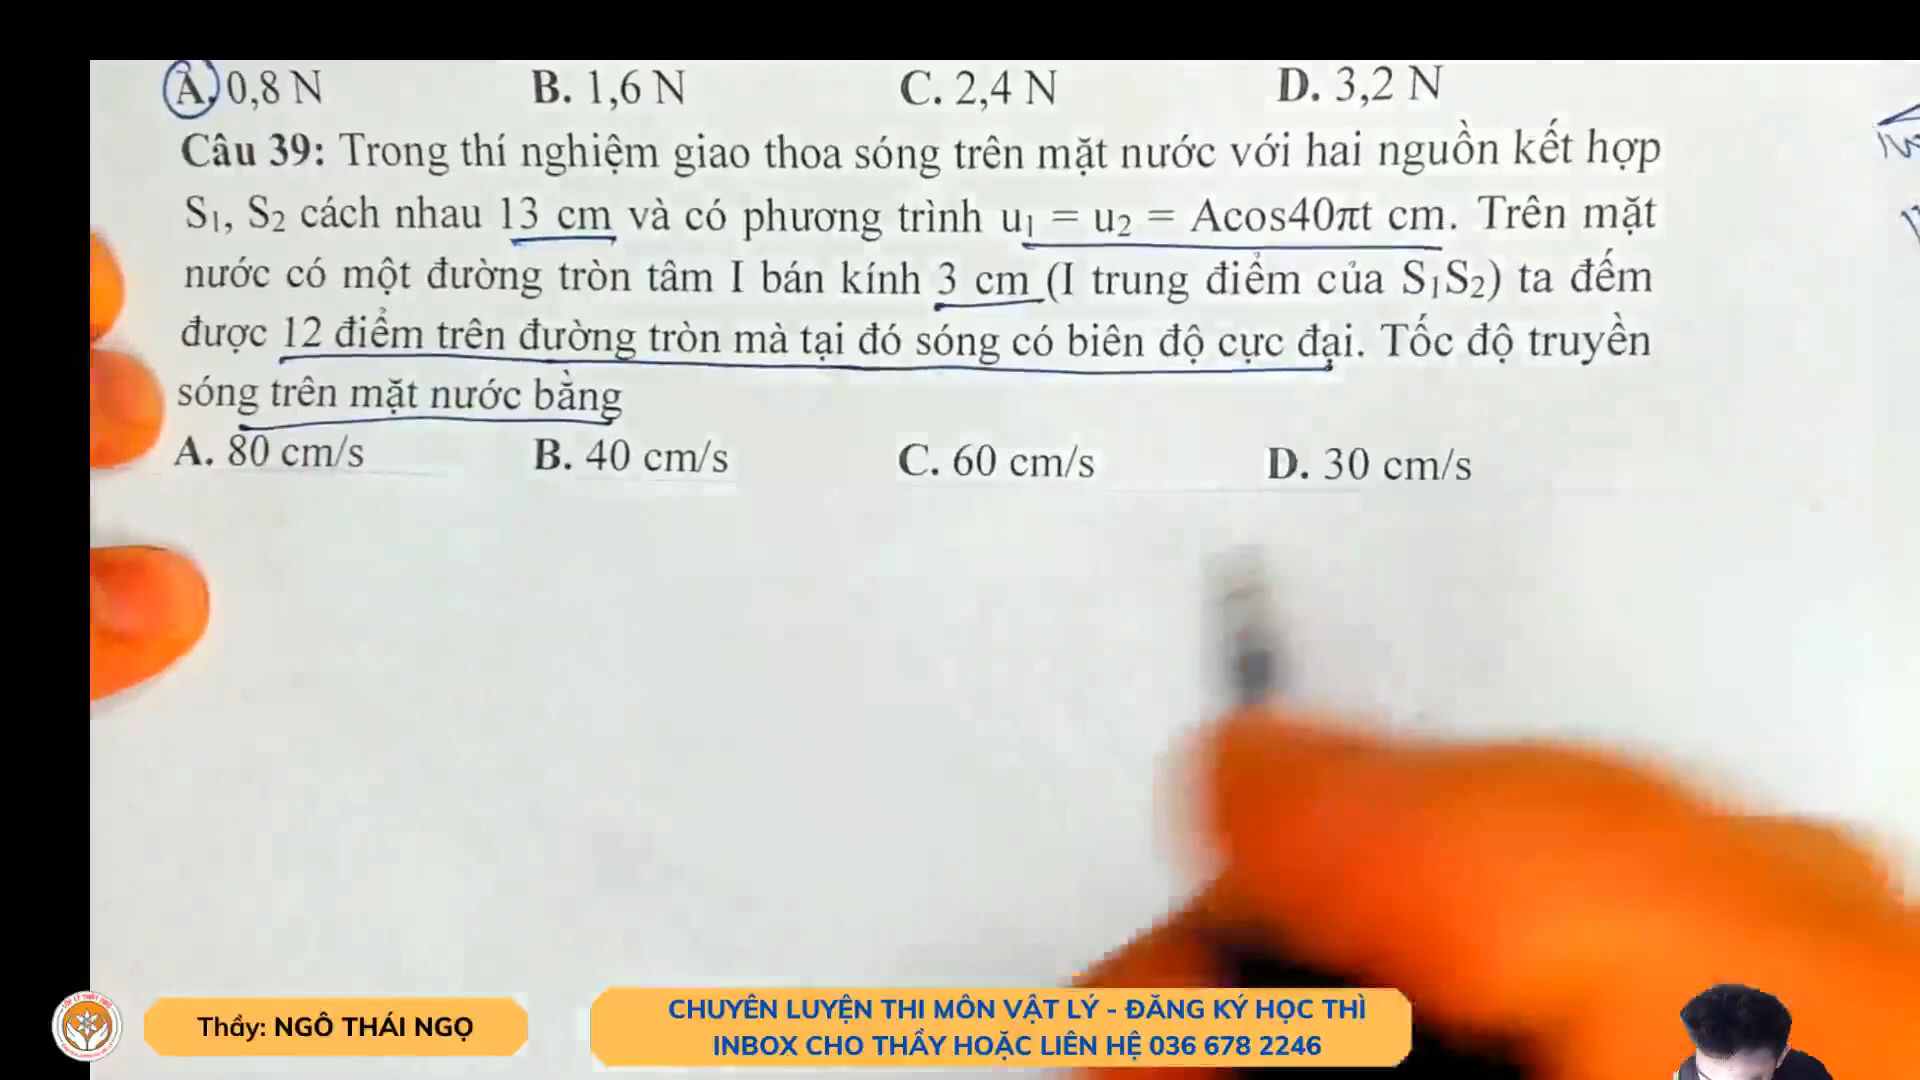 A. 0,8 N B. 1,6 N C. 2,4 N D. 3,2 N
Câu 39: Trong thí nghiệm giao thoa sóng trên mặt nước với hai nguồn kết hợp
S₁, S₂ cách nhau 13 cm và có phương trình u₁ = u₂ = Acos40πt cm. Trên mặt
nước có một đường tròn tâm I bán kính 3 cm (I trung điểm của S₁S₂) ta đếm
được 12 điểm trên đường tròn mà tại đó sóng có biên độ cực đại. Tốc độ truyền
sóng trên mặt nước bằng
A. 80 cm/s B. 40 cm/s C. 60 cm/s D. 30 cm/s
Thầy: NGÔ THÁI NGỌ
CHUYÊN LUYỆN THI MÔN VẬT LÝ - ĐĂNG KÝ HỌC THÌ
INBOX CHO THẦY HOẶC LIÊN HỆ 036 678 2246